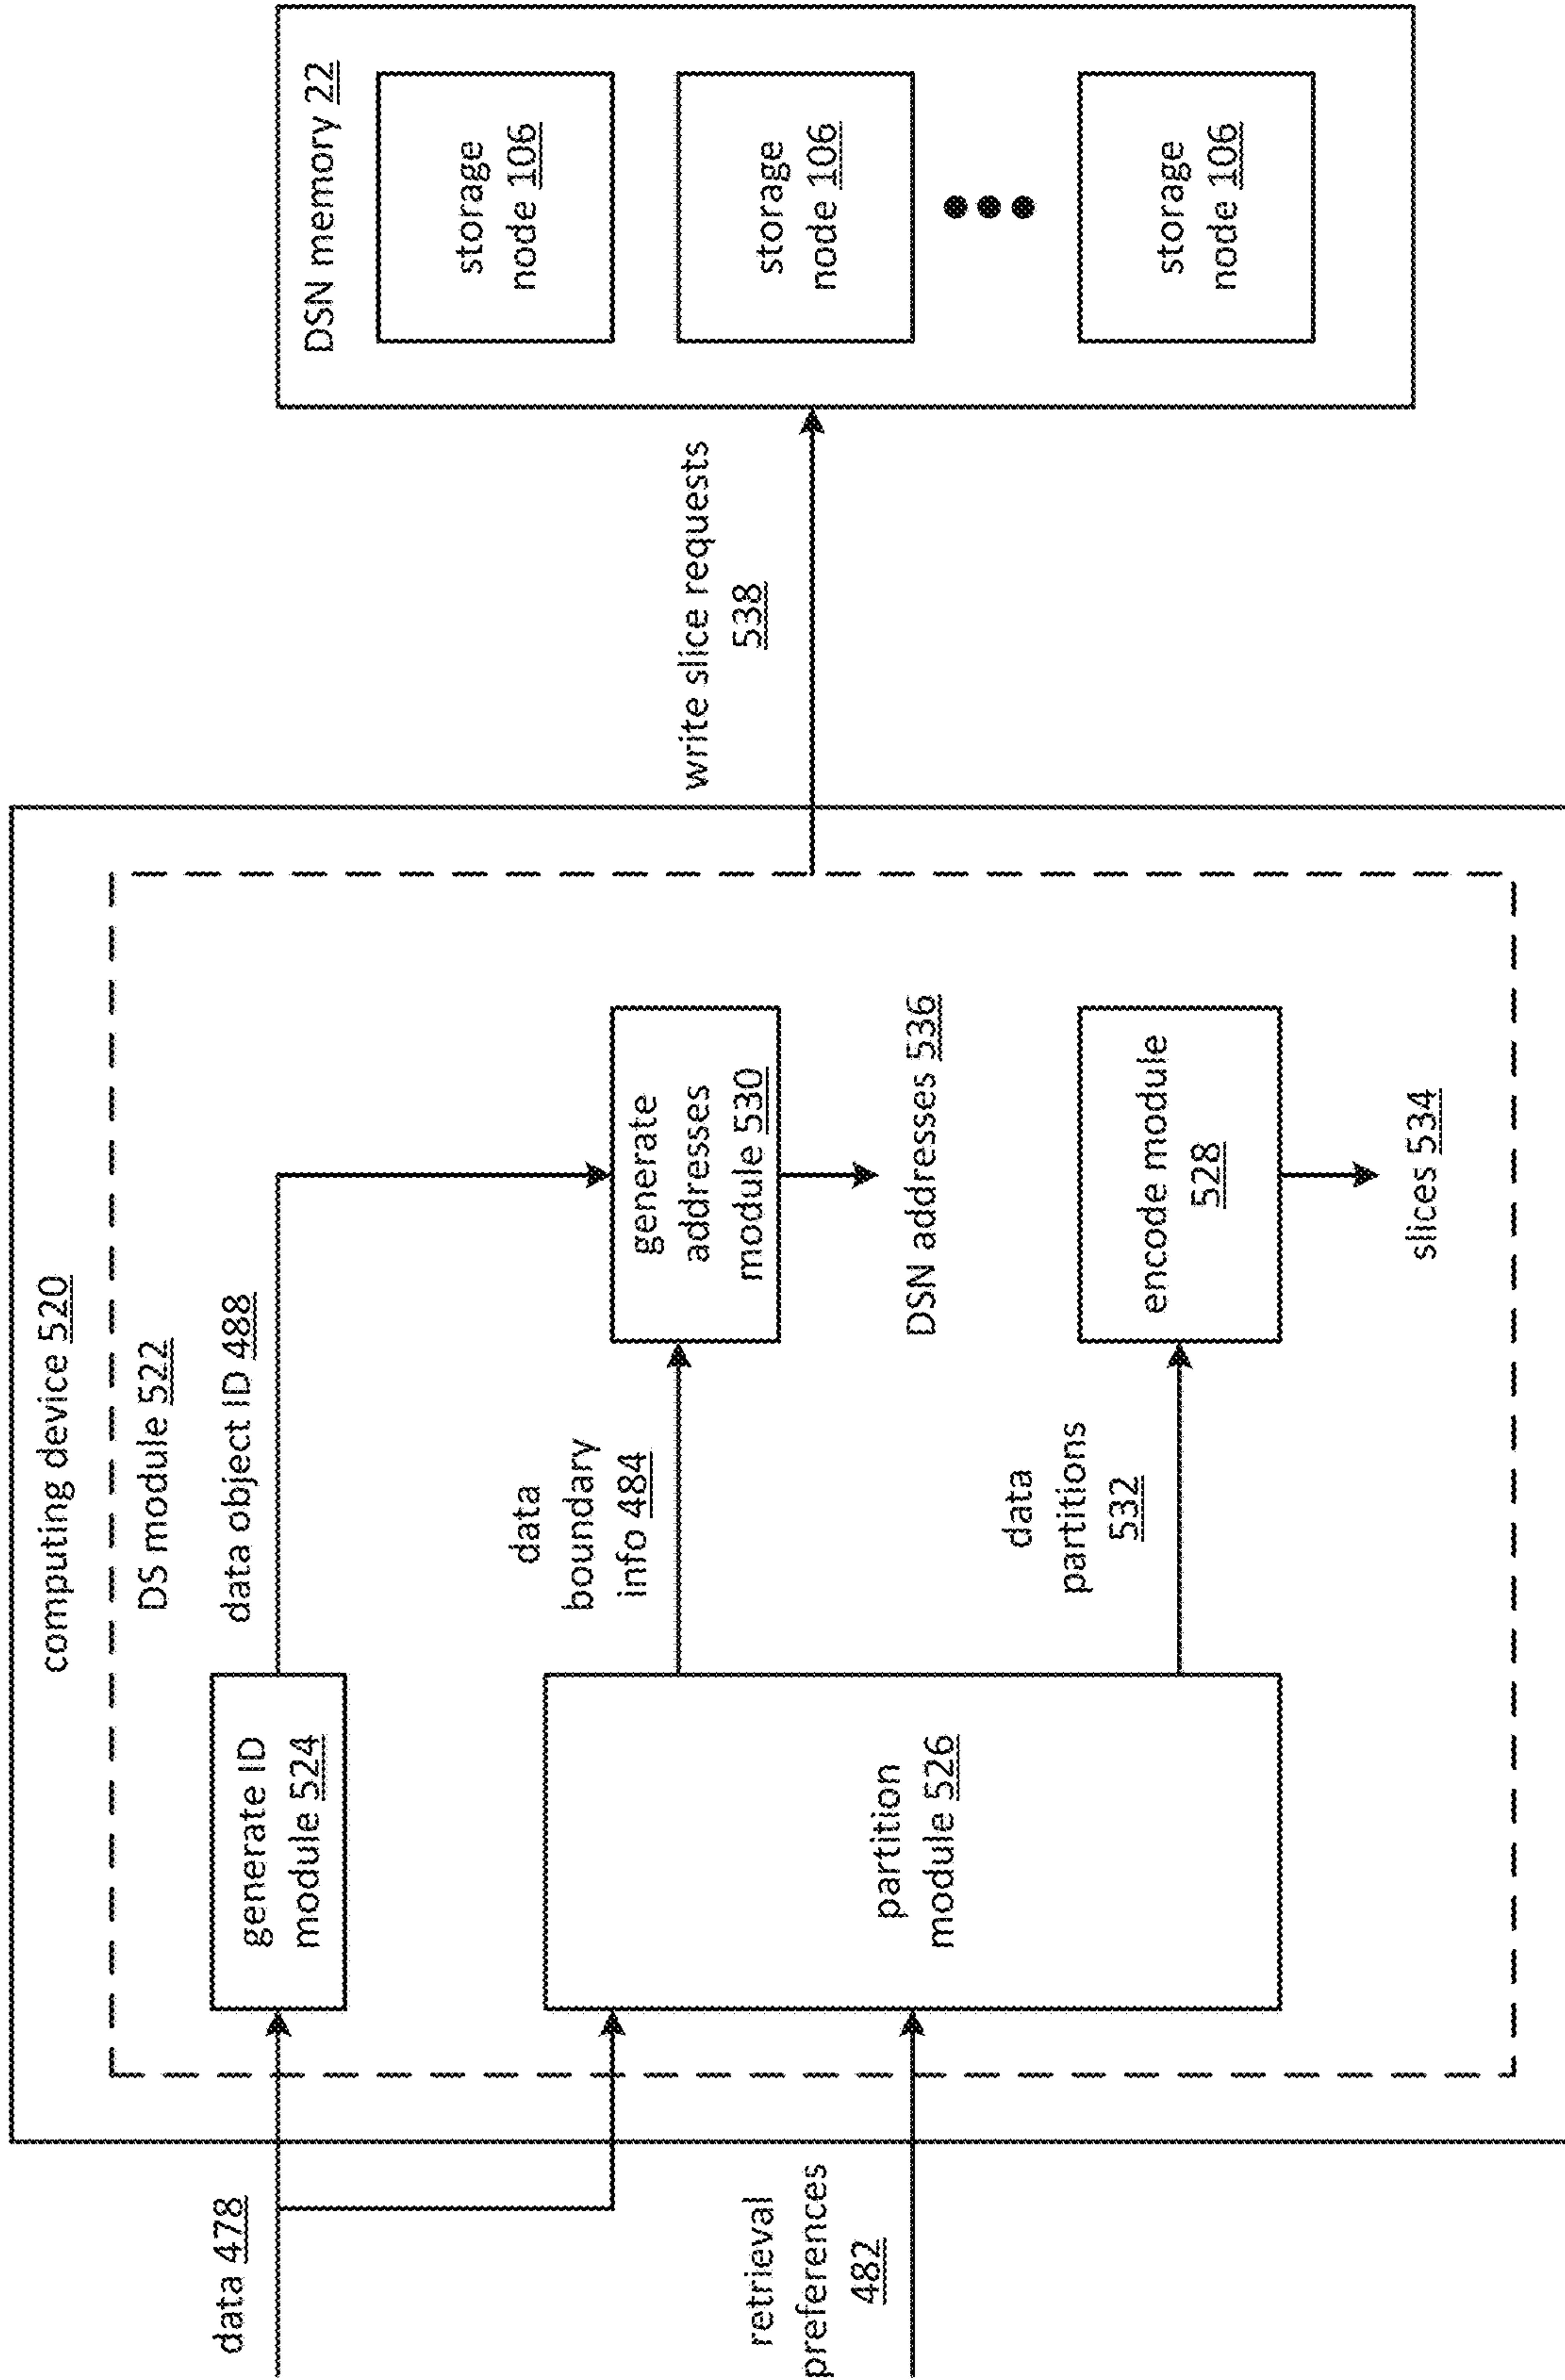 computing device 520
DS module 522
data 478
generate ID
module 524
data object ID 488
retrieval
preferences
482
partition
module 526
data
boundary
info 484
generate
addresses
module 530
DSN addresses 536
data
partitions
532
encode module
528
slices 534
write slice requests
538
DSN memory 22
storage
node 106
storage
node 106
storage
node 106